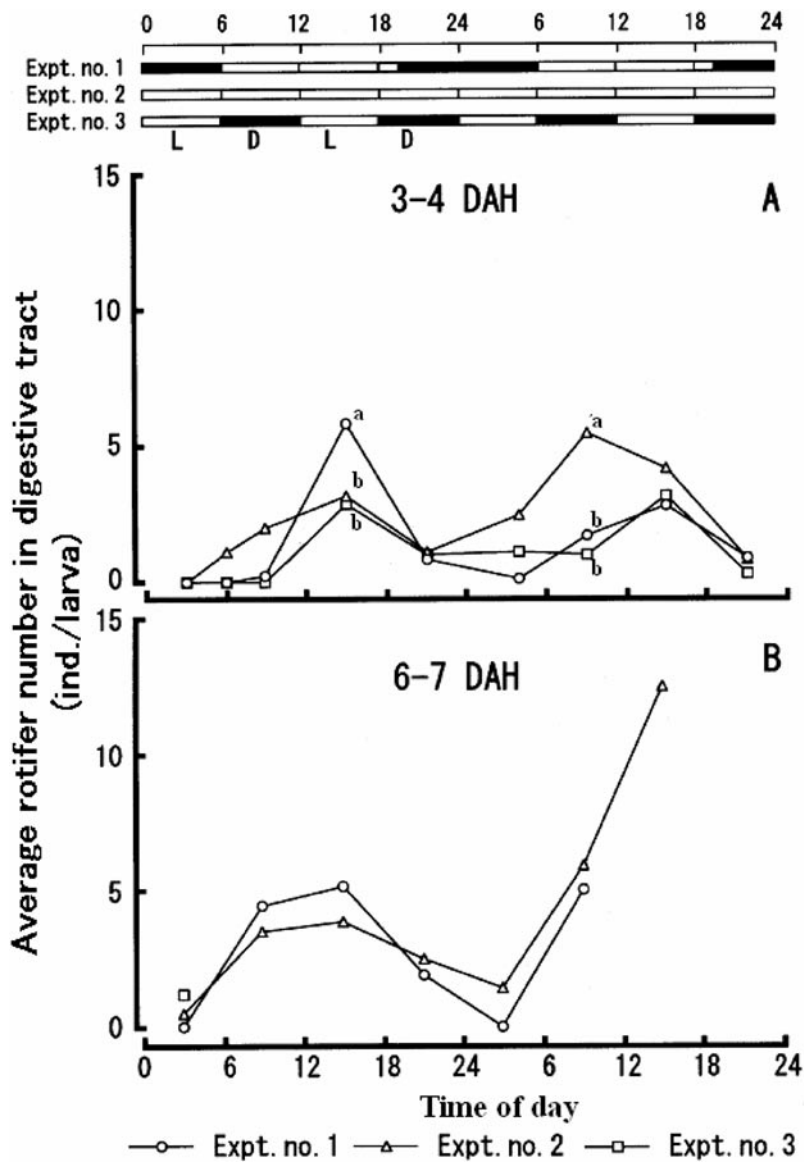 0 6 12 18 24 6 12 18 24
Expt. no. 1
Expt. no. 2
Expt. no. 3
L D L D
15
3-4 DAH A
10
5
0
a
b
b
a
b
b
Average rotifer number in digestive tract
(ind./larva)
15
6-7 DAH B
10
5
0
0 6 12 18 24 6 12 18 24
Time of day
Expt. no. 1 Expt. no. 2 Expt. no. 3